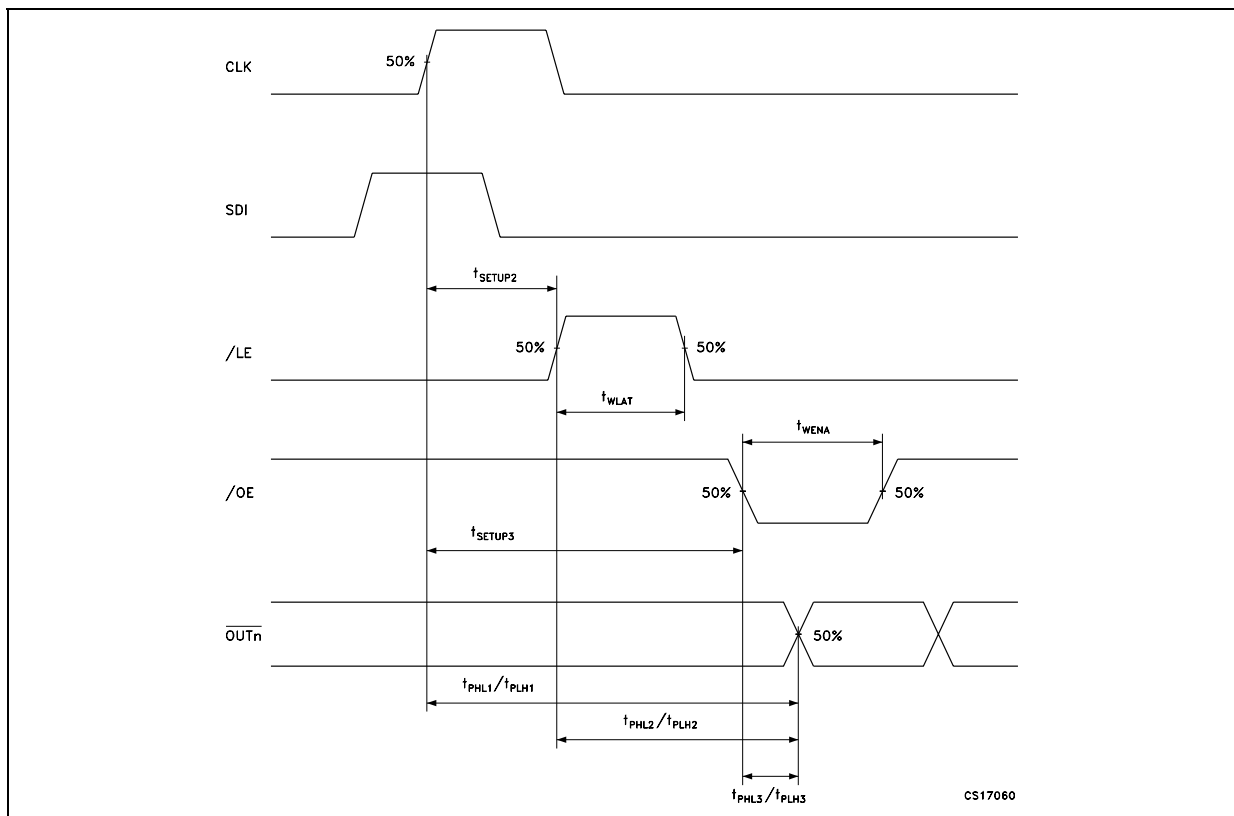 CLK
50%
SDI
tSETUP2
/LE
50%
50%
tWLAT
tWENA
/OE
50%
50%
tSETUP3
OUTn
50%
tPHL1/tPLH1
tPHL2/tPLH2
tPHL3/tPLH3
CS17060